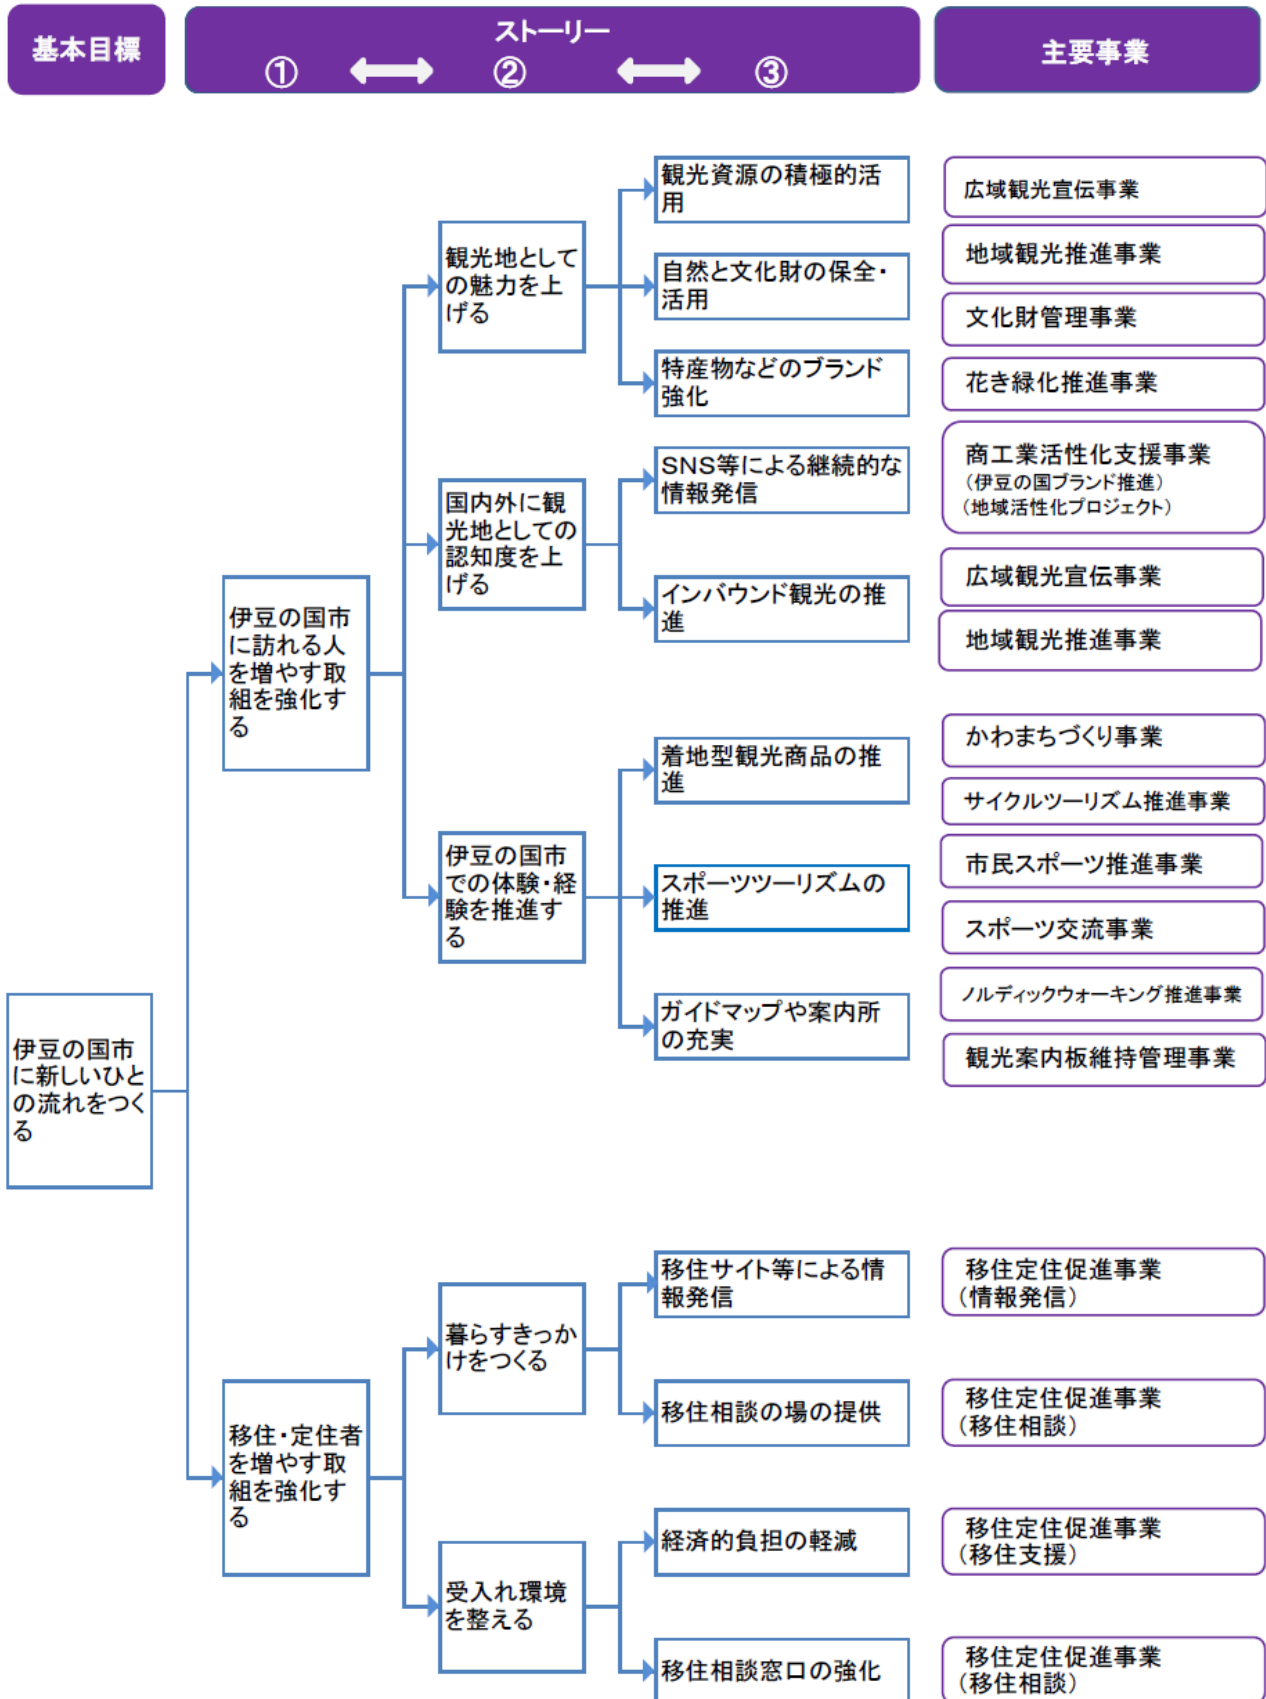 基本目標
ストーリー
① ② ③
主要事業
伊豆の国市
に新しいひと
の流れをつく
る
伊豆の国市
に訪れる人
を増やす取
組を強化す
る
観光地として
の魅力を上
げる
観光資源の積極的活
用
自然と文化財の保全・
活用
特産物などのブランド
強化
国内外に観
光地としての
認知度を上
げる
SNS等による継続的な
情報発信
インバウンド観光の推
進
伊豆の国市
での体験・経
験を推進す
る
着地型観光商品の推
進
スポーツツーリズムの
推進
ガイドマップや案内所
の充実
広域観光宣伝事業
地域観光推進事業
文化財管理事業
花き緑化推進事業
商工業活性化支援事業
(伊豆の国ブランド推進)
(地域活性化プロジェクト)
広域観光宣伝事業
地域観光推進事業
かわまちづくり事業
サイクルツーリズム推進事業
市民スポーツ推進事業
スポーツ交流事業
ノルディックウォーキング推進事業
観光案内板維持管理事業
移住・定住者
を増やす取
組を強化す
る
暮らすきっか
けをつくる
移住サイト等による情
報発信
移住相談の場の提供
受入れ環境
を整える
経済的負担の軽減
移住相談窓口の強化
移住定住促進事業
(情報発信)
移住定住促進事業
(移住相談)
移住定住促進事業
(移住支援)
移住定住促進事業
(移住相談)